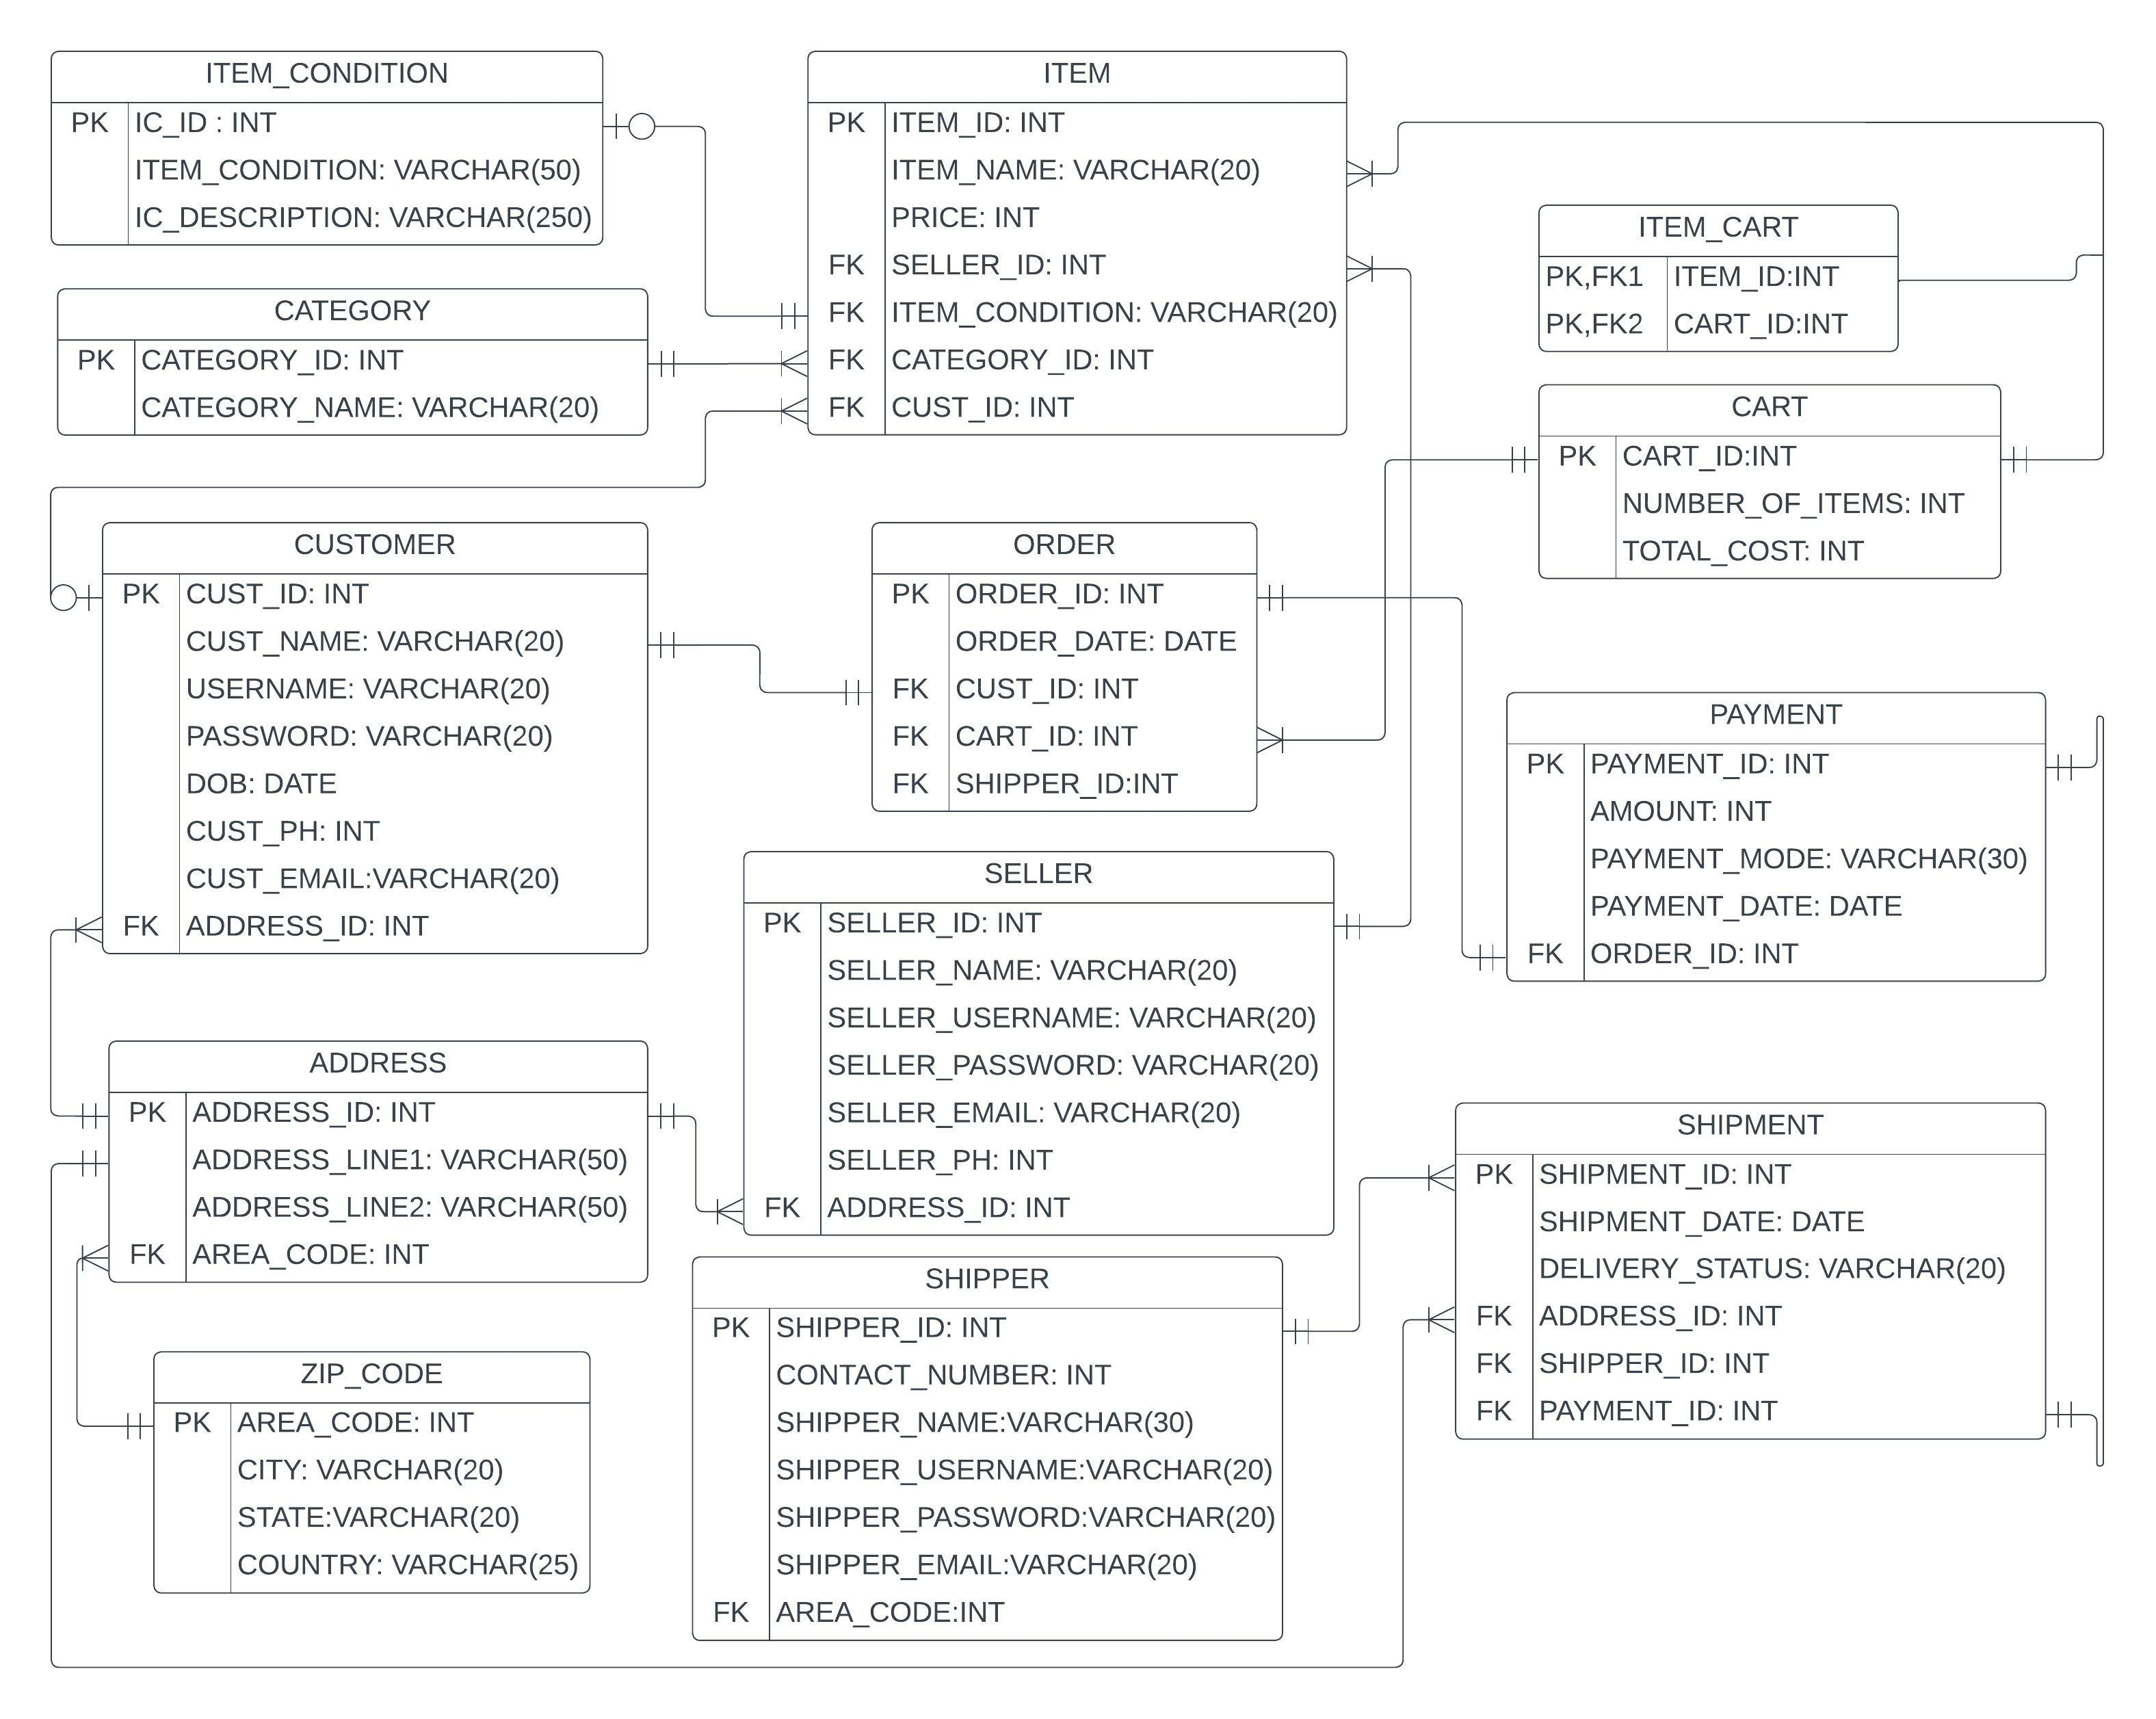 ITEM_CONDITION
PK IC_ID : INT
ITEM_CONDITION: VARCHAR(50)
IC_DESCRIPTION: VARCHAR(250)
ITEM
PK ITEM_ID: INT
ITEM_NAME: VARCHAR(20)
PRICE: INT
FK SELLER_ID: INT
FK ITEM_CONDITION: VARCHAR(20)
FK CATEGORY_ID: INT
FK CUST_ID: INT
ITEM_CART
PK,FK1 ITEM_ID:INT
PK,FK2 CART_ID:INT
CATEGORY
PK CATEGORY_ID: INT
CATEGORY_NAME: VARCHAR(20)
CART
PK CART_ID:INT
NUMBER_OF_ITEMS: INT
TOTAL_COST: INT
CUSTOMER
PK CUST_ID: INT
CUST_NAME: VARCHAR(20)
USERNAME: VARCHAR(20)
PASSWORD: VARCHAR(20)
DOB: DATE
CUST_PH: INT
CUST_EMAIL:VARCHAR(20)
FK ADDRESS_ID: INT
ORDER
PK ORDER_ID: INT
ORDER_DATE: DATE
FK CUST_ID: INT
FK CART_ID: INT
FK SHIPPER_ID:INT
PAYMENT
PK PAYMENT_ID: INT
AMOUNT: INT
PAYMENT_MODE: VARCHAR(30)
PAYMENT_DATE: DATE
FK ORDER_ID: INT
SELLER
PK SELLER_ID: INT
SELLER_NAME: VARCHAR(20)
SELLER_USERNAME: VARCHAR(20)
SELLER_PASSWORD: VARCHAR(20)
SELLER_EMAIL: VARCHAR(20)
SELLER_PH: INT
FK ADDRESS_ID: INT
ADDRESS
PK ADDRESS_ID: INT
ADDRESS_LINE1: VARCHAR(50)
ADDRESS_LINE2: VARCHAR(50)
FK AREA_CODE: INT
SHIPMENT
PK SHIPMENT_ID: INT
SHIPMENT_DATE: DATE
DELIVERY_STATUS: VARCHAR(20)
FK ADDRESS_ID: INT
FK SHIPPER_ID: INT
FK PAYMENT_ID: INT
SHIPPER
PK SHIPPER_ID: INT
CONTACT_NUMBER: INT
SHIPPER_NAME:VARCHAR(30)
SHIPPER_USERNAME:VARCHAR(20)
SHIPPER_PASSWORD:VARCHAR(20)
SHIPPER_EMAIL:VARCHAR(20)
FK AREA_CODE:INT
ZIP_CODE
PK AREA_CODE: INT
CITY: VARCHAR(20)
STATE:VARCHAR(20)
COUNTRY: VARCHAR(25)